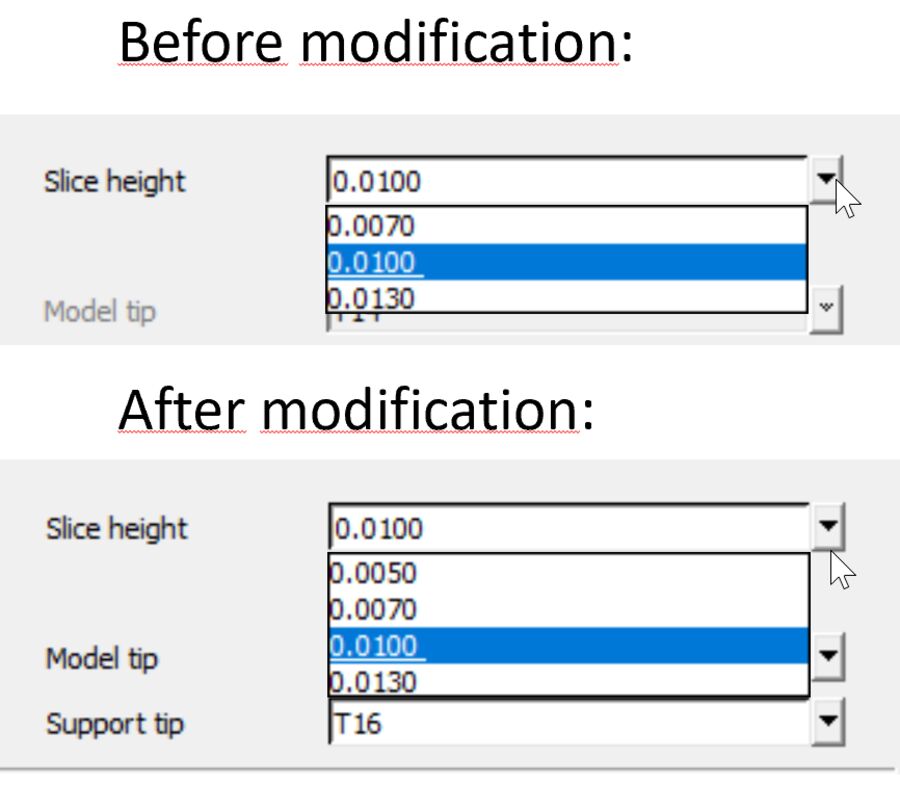 Before modification:
Slice height
0.0100
0.0070
0.0100
0.0130
Model tip
After modification:
Slice height
0.0100
0.0050
0.0070
0.0100
0.0130
Model tip
Support tip
T16